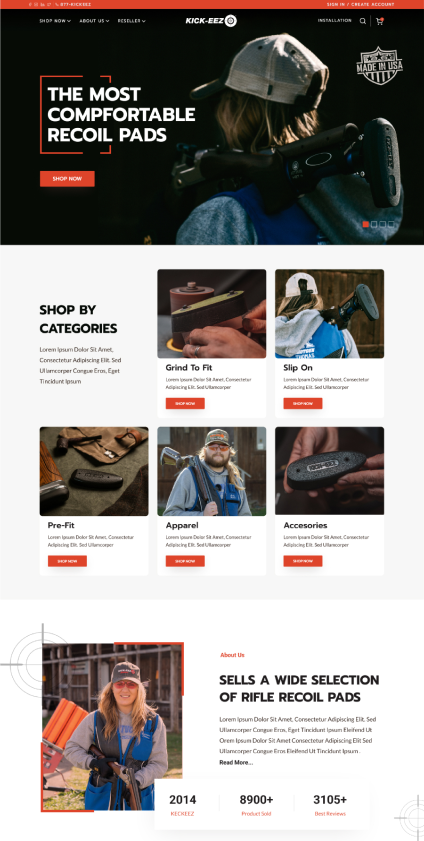 877-KICKEEZ
SIGN IN / CREATE ACCOUNT
SHOP NOW
ABOUT US
RESELLER
KICK-EEZ
INSTALLATION
MADE IN USA
THE MOST
COMPFORTABLE
RECOIL PADS
SHOP NOW
SHOP BY
CATEGORIES
Lorem Ipsum Dolor Sit Amet,
Consectetur Adipiscing Elit. Sed
Ullamcorper Congue Eros, Eget
Tincidunt Ipsum
Grind To Fit
Lorem Ipsum Dolor Sit Amet, Consectetur
Adipiscing Elit. Sed Ullamcorper
SHOP NOW
Slip On
Lorem Ipsum Dolor Sit Amet, Consectetur
Adipiscing Elit. Sed Ullamcorper
SHOP NOW
Pre-Fit
Lorem Ipsum Dolor Sit Amet, Consectetur
Adipiscing Elit. Sed Ullamcorper
SHOP NOW
Apparel
Lorem Ipsum Dolor Sit Amet, Consectetur
Adipiscing Elit. Sed Ullamcorper
SHOP NOW
Accesories
Lorem Ipsum Dolor Sit Amet, Consectetur
Adipiscing Elit. Sed Ullamcorper
SHOP NOW
About Us
SELLS A WIDE SELECTION
OF RIFLE RECOIL PADS
Lorem Ipsum Dolor Sit Amet, Consectetur Adipiscing Elit. Sed
Ullamcorper Congue Eros, Eget Tincidunt Ipsum Eleifend Ut
Orem Ipsum Dolor Sit Amet Consectetur Adipiscing Elit. Sed
Ullamcorper Congue Eros Eleifend Ut Tincidunt Ipsum.
Read More...
2014
KECKEEZ
8900+
Product Sold
3105+
Best Reviews